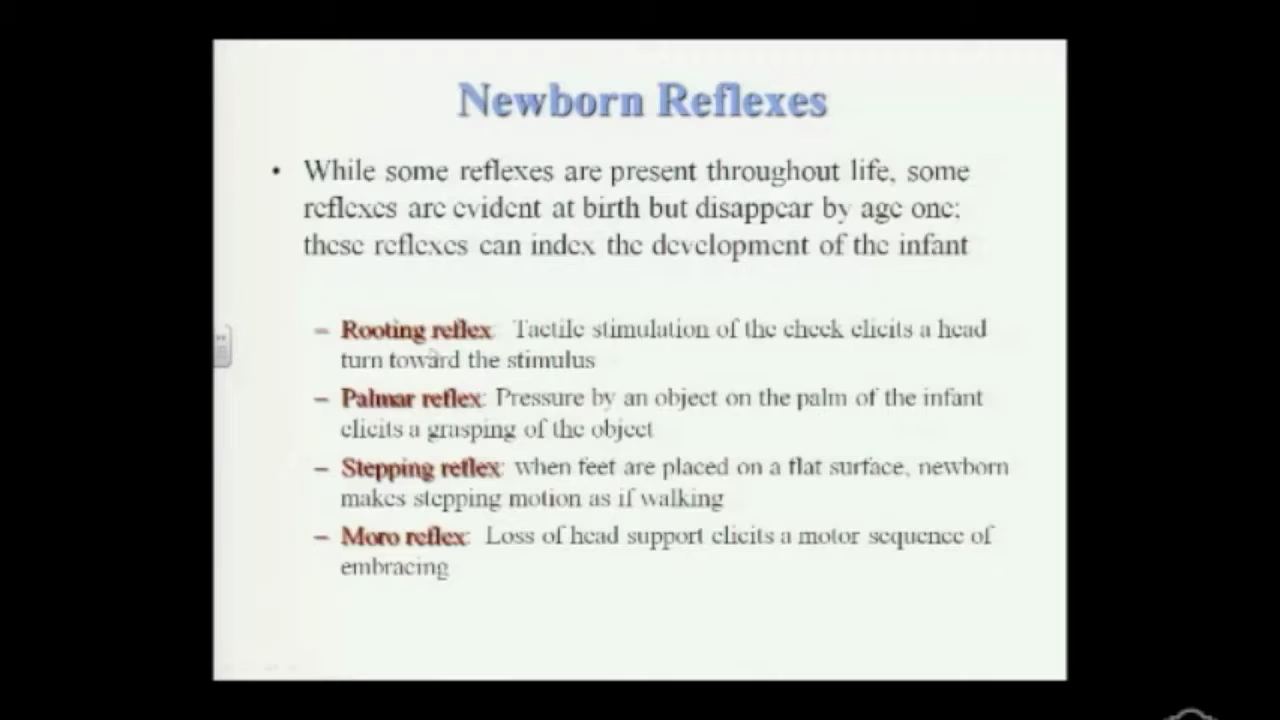 Newborn Reflexes
• While some reflexes are present throughout life, some
reflexes are evident at birth but disappear by age one;
these reflexes can index the development of the infant
– Rooting reflex: Tactile stimulation of the cheek elicits a head
turn toward the stimulus
– Palmar reflex: Pressure by an object on the palm of the infant
elicits a grasping of the object
– Stepping reflex: when feet are placed on a flat surface, newborn
makes stepping motion as if walking
– Moro reflex: Loss of head support elicits a motor sequence of
embracing